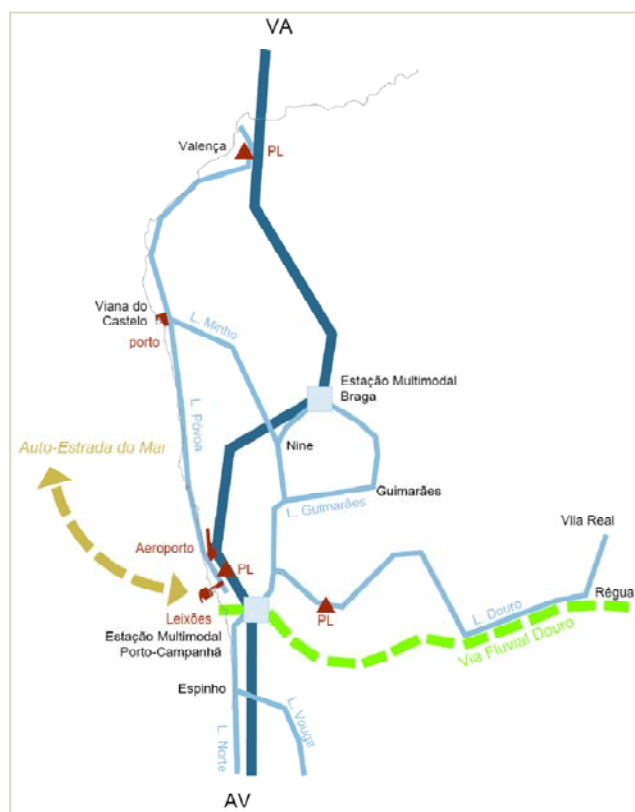 VA
Valença
PL
Viana do
Castelo
porto
L. Minho
Estação Multimodal
Braga
L. Póvoa
Auto-Estrada do Mar
Nine
Guimarães
L. Guimarães
Vila Real
Aeroporto
PL
Leixões
PL
L. Douro
Régua
Via Fluvial Douro
Estação Multimodal
Porto-Campanhã
Espinho
L. Norte
L. Vouga
AV